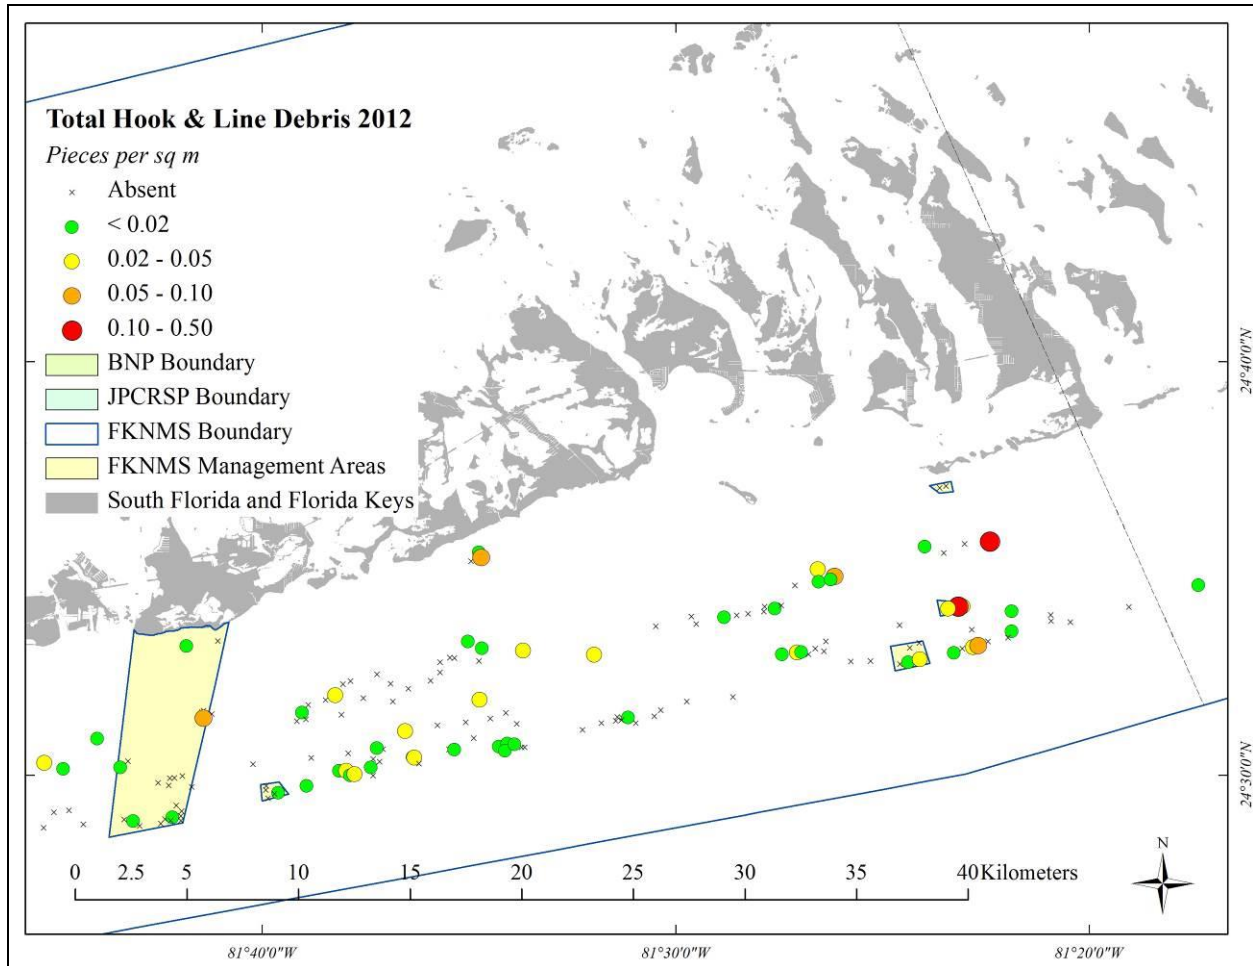 Total Hook & Line Debris 2012
Pieces per sq m
Absent
< 0.02
0.02 - 0.05
0.05 - 0.10
0.10 - 0.50
BNP Boundary
JPCRSP Boundary
FKNMS Boundary
FKNMS Management Areas
South Florida and Florida Keys
24°40'0"N
24°30'0"N
0 2.5 5 10 15 20 25 30 35 40 Kilometers
N
81°40'0"W 81°30'0"W 81°20'0"W